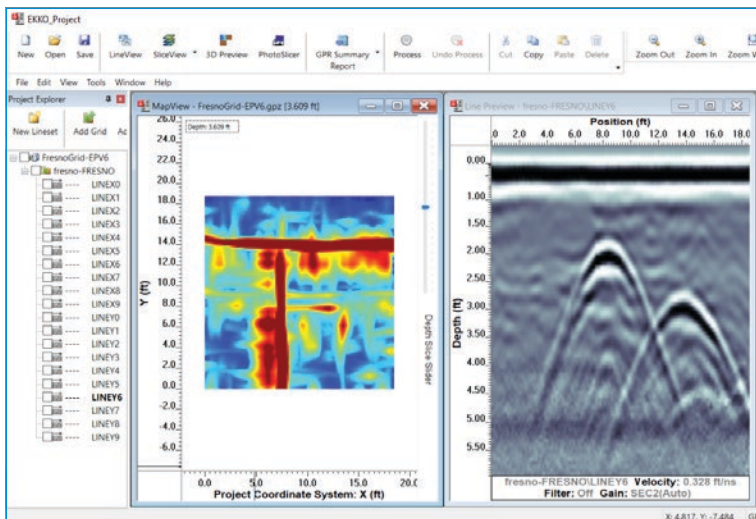 EKKO_Project
New Open Save LineView SliceView 3D Preview PhotoSlicer GPR Summary Report Process Undo Process Cut Copy Paste Delete Zoom Out Zoom In
File Edit View Tools Window Help
Project Explorer
New Lineset Add Grid
FresnoGrid-EPV6
fresno-FRESNO
LINEX0
LINEX1
LINEX2
LINEX3
LINEX4
LINEX5
LINEX6
LINEX7
LINEX8
LINEX9
LINEY0
LINEY1
LINEY2
LINEY3
LINEY4
LINEY5
LINEY6
LINEY7
LINEY8
LINEY9
MapView - FresnoGrid-EPV6.gpz [3.609 ft]
Depth: 3.609 ft
26.0
24.0
22.0
20.0
18.0
16.0
14.0
12.0
10.0
8.0
6.0
4.0
2.0
0.0
-2.0
-4.0
-6.0
Y (ft)
0.0 5.0 10.0 15.0 20.0
Project Coordinate System: X (ft)
Depth Slice Slider
Line Preview - fresno-FRESNO\LINEY6
Position (ft)
2.0 4.0 6.0 8.0 10.0 12.0 14.0 16.0 18.0
0.00
1.00
1.50
2.00
2.50
3.00
3.50
4.00
4.50
5.00
5.50
Depth (ft)
fresno-FRESNO\LINEY6 Velocity: 0.328 ft/ns
Filter: Off Gain: SEC2(Auto)
X: 4.817, Y: -7.484